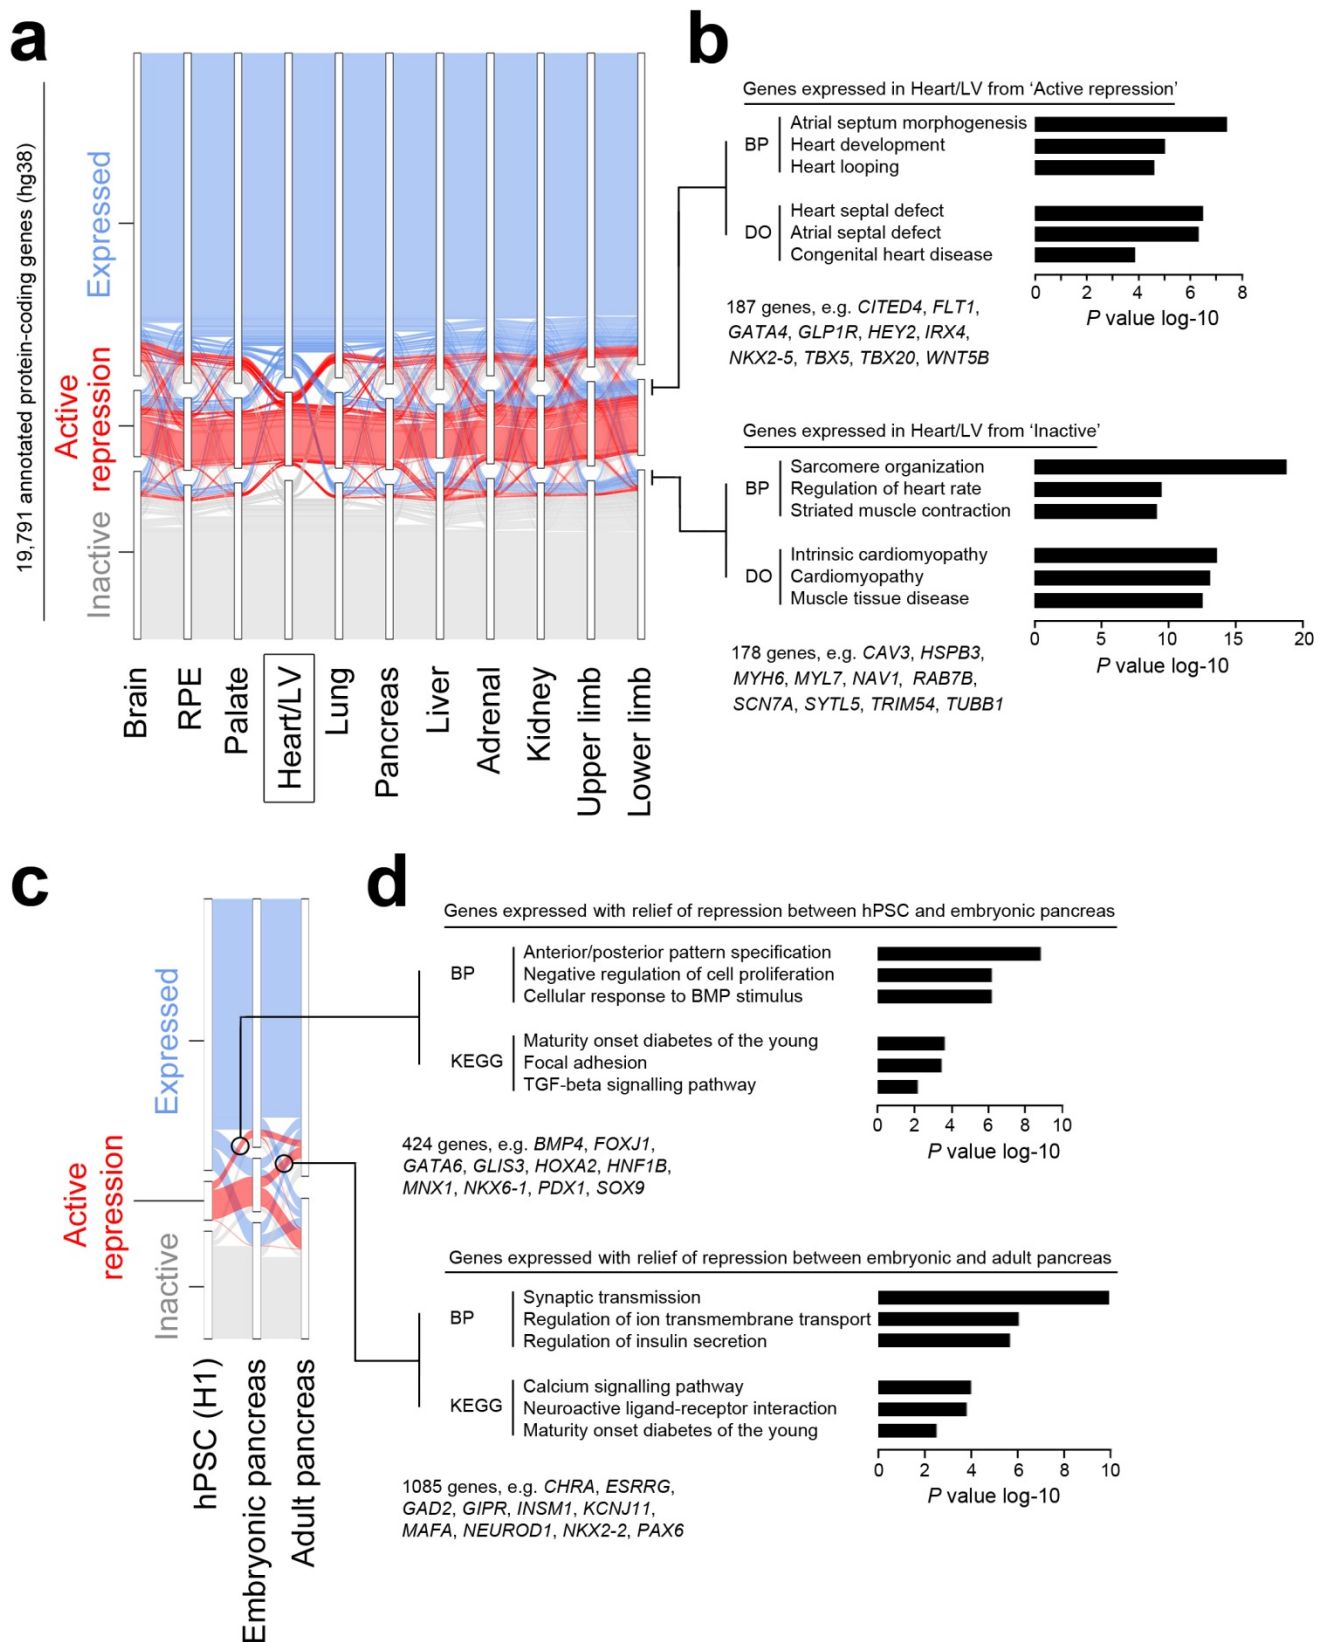 a
19,791 annotated protein-coding genes (hg38)
Expressed
Active
repression
Inactive
Brain
RPE
Palate
Heart/LV
Lung
Pancreas
Liver
Adrenal
Kidney
Upper limb
Lower limb
b
Genes expressed in Heart/LV from 'Active repression'
BP
Atrial septum morphogenesis
Heart development
Heart looping
DO
Heart septal defect
Atrial septal defect
Congenital heart disease
0 2 4 6 8
P value log-10
187 genes, e.g. CITED4, FLT1,
GATA4, GLP1R, HEY2, IRX4,
NKX2-5, TBX5, TBX20, WNT5B
Genes expressed in Heart/LV from 'Inactive'
BP
Sarcomere organization
Regulation of heart rate
Striated muscle contraction
DO
Intrinsic cardiomyopathy
Cardiomyopathy
Muscle tissue disease
0 5 10 15 20
P value log-10
178 genes, e.g. CAV3, HSPB3,
MYH6, MYL7, NAV1, RAB7B,
SCN7A, SYTL5, TRIM54, TUBB1
c
Expressed
Active
repression
Inactive
hPSC (H1)
Embryonic pancreas
Adult pancreas
d
Genes expressed with relief of repression between hPSC and embryonic pancreas
BP
Anterior/posterior pattern specification
Negative regulation of cell proliferation
Cellular response to BMP stimulus
KEGG
Maturity onset diabetes of the young
Focal adhesion
TGF-beta signalling pathway
0 2 4 6 8 10
P value log-10
424 genes, e.g. BMP4, FOXJ1,
GATA6, GLIS3, HOXA2, HNF1B,
MNX1, NKX6-1, PDX1, SOX9
Genes expressed with relief of repression between embryonic and adult pancreas
BP
Synaptic transmission
Regulation of ion transmembrane transport
Regulation of insulin secretion
KEGG
Calcium signalling pathway
Neuroactive ligand-receptor interaction
Maturity onset diabetes of the young
0 2 4 6 8 10
P value log-10
1085 genes, e.g. CHRA, ESRRG,
GAD2, GIPR, INSM1, KCNJ11,
MAFA, NEUROD1, NKX2-2, PAX6